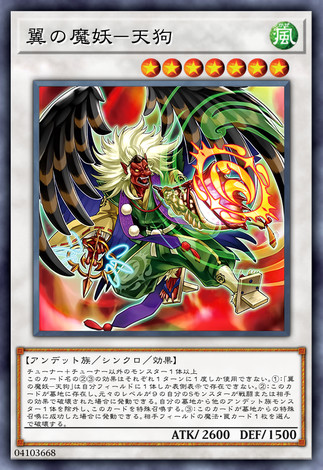 翼の魔妖－天狗
風
【アンデット族／シンクロ／効果】
チューナー＋チューナー以外のモンスター１体以上
このカード名の②③の効果はそれぞれ１ターンに１度しか使用できない。①：「翼
の魔妖－天狗」は自分フィールドに１体しか表側表示で存在できない。②：このカー
ドが墓地に存在し、元々のレベルが９の自分のSモンスターが戦闘または相手
の効果で破壊された場合に発動できる。自分の墓地から他のアンデット族モンス
ター１体を除外し、このカードを特殊召喚する。③：このカードが墓地からの特殊
召喚に成功した場合に発動できる。相手フィールドの魔法・罠カード１枚を選ん
で破壊する。
ATK/2600 DEF/1500
04103668